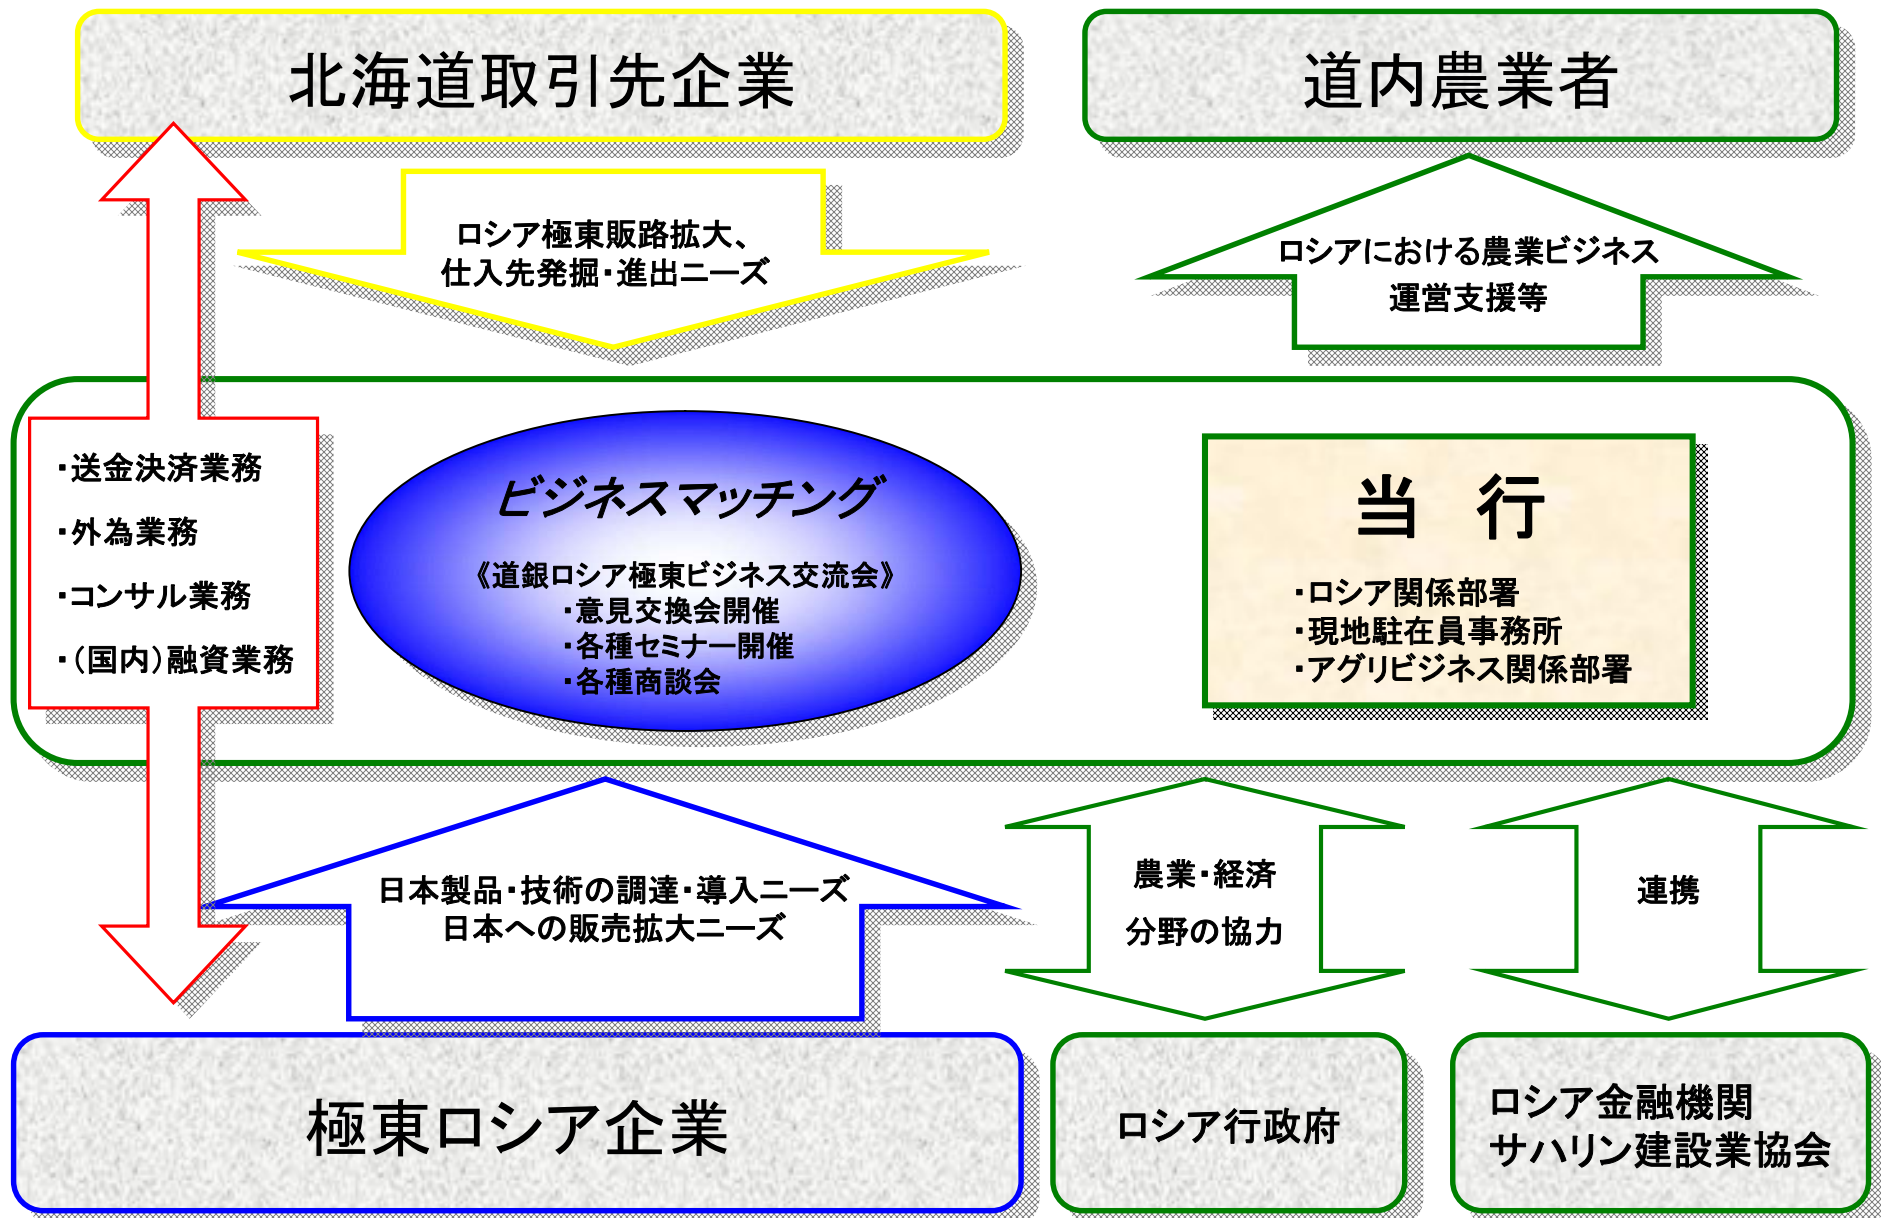 北海道取引先企業
道内農業者
ロシア極東販路拡大、
仕入先発掘・進出ニーズ
ロシアにおける農業ビジネス
運営支援等
・送金決済業務
・外為業務
・コンサル業務
・(国内)融資業務
ビジネスマッチング
《道銀ロシア極東ビジネス交流会》
・意見交換会開催
・各種セミナー開催
・各種商談会
当 行
・ロシア関係部署
・現地駐在員事務所
・アグリビジネス関係部署
日本製品・技術の調達・導入ニーズ
日本への販売拡大ニーズ
農業・経済
分野の協力
連携
極東ロシア企業
ロシア行政府
ロシア金融機関
サハリン建設業協会